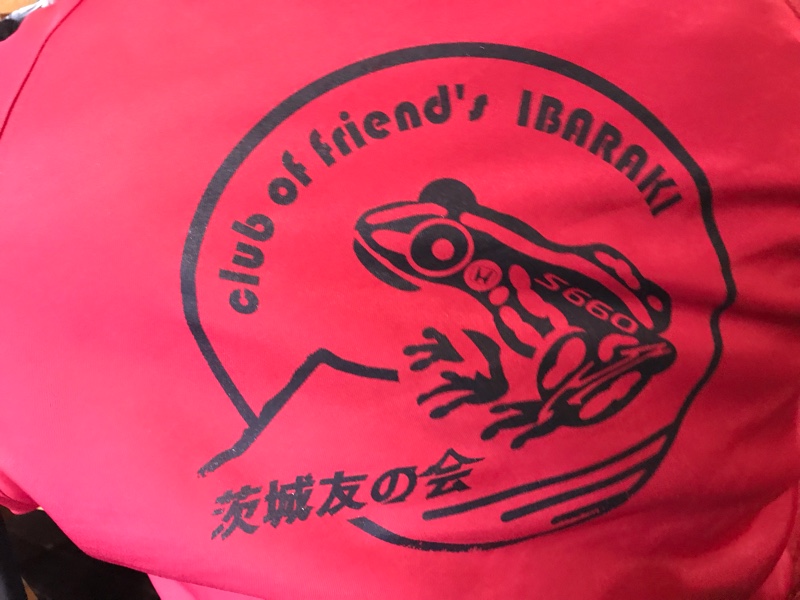 club of friend's IBARAKI
H
S660
茨城友の会